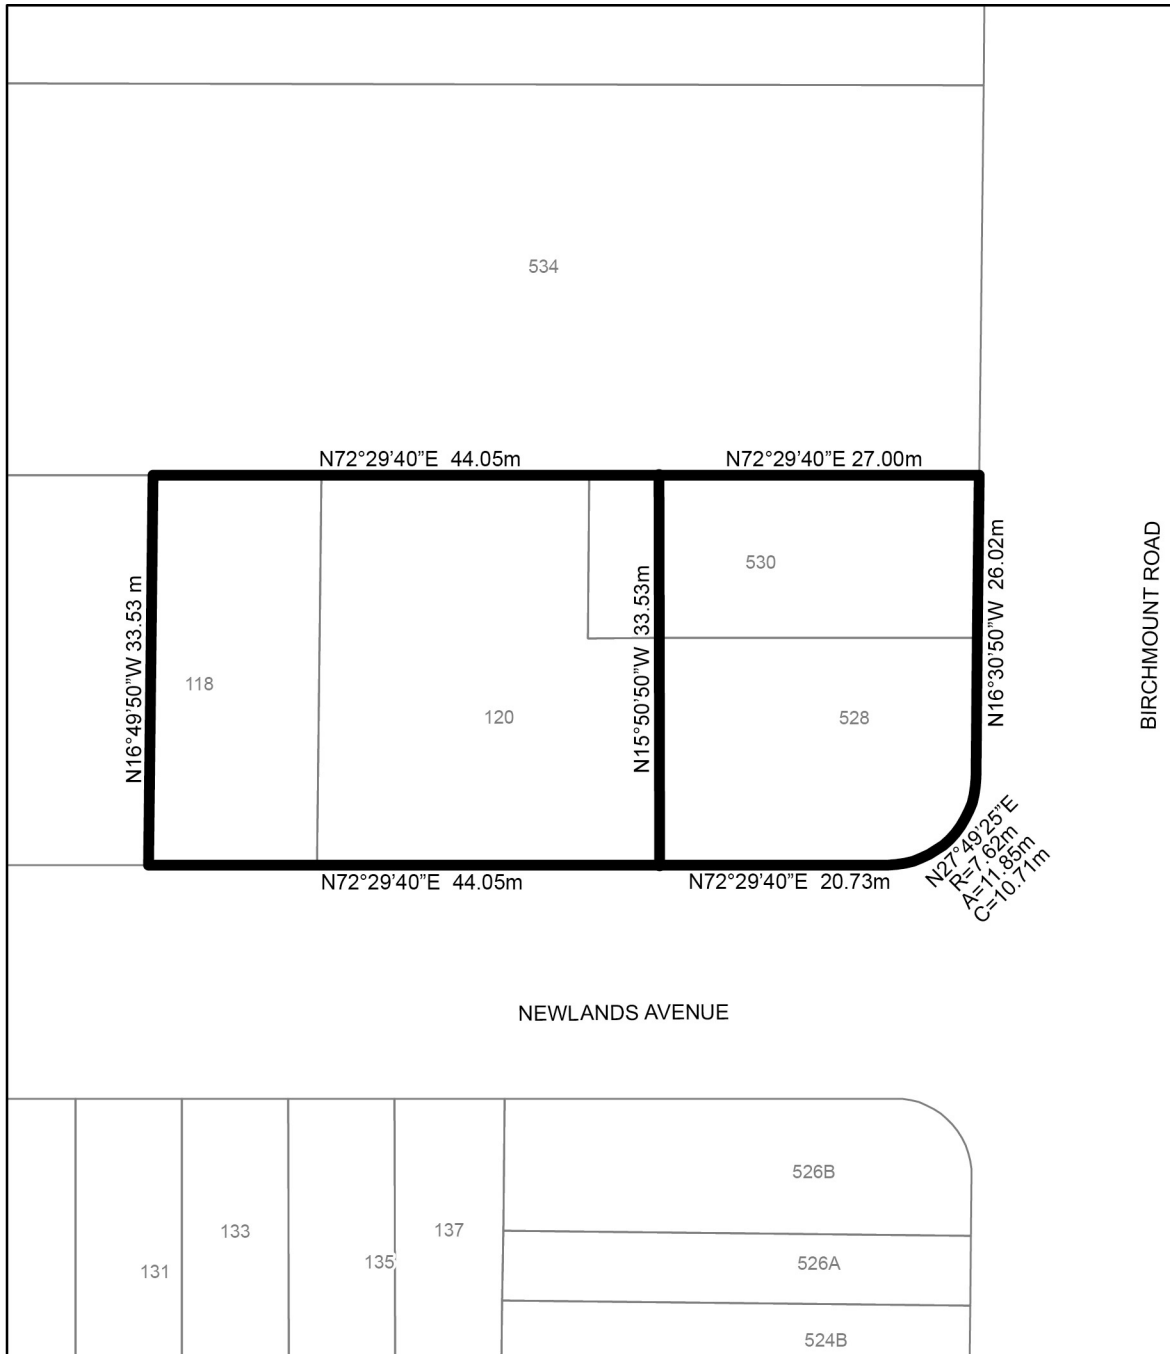 534
N72°29’40”E  44.05m
N72°29’40”E 27.00m
N16°49’50”W 33.53 m
N15°50’50”W  33.53m
N16°30’50”W  26.02m
BIRCHMOUNT ROAD
530
118
120
528
N27°49’25”E
R=7.62m
A=11.85m
C=10.71m
N72°29’40”E  44.05m
N72°29’40”E  20.73m
NEWLANDS AVENUE
526B
133
137
135
526A
131
524B